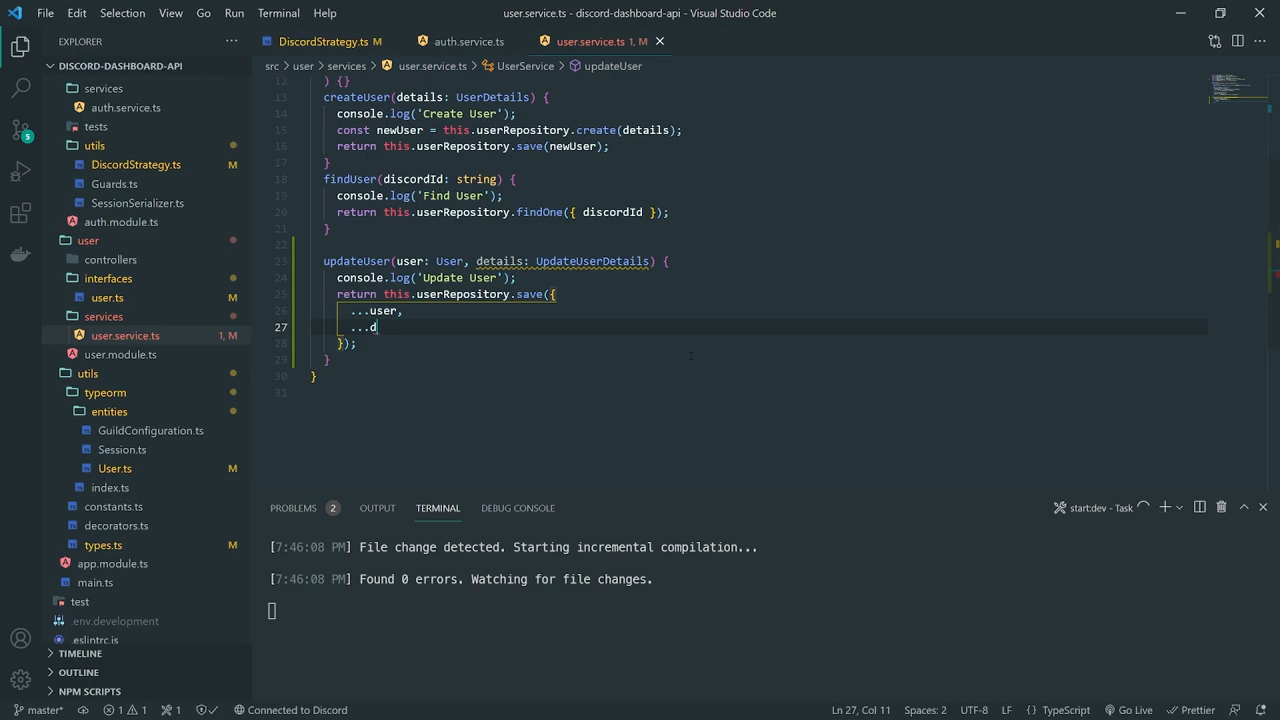 File Edit Selection View Go Run Terminal Help
user.service.ts - discord-dashboard-api - Visual Studio Code
EXPLORER
DISCORD-DASHBOARD-API
services
auth.service.ts
tests
utils
DiscordStrategy.ts M
Guards.ts
SessionSerializer.ts
auth.module.ts
user
controllers
interfaces
user.ts M
services
user.service.ts 1, M
user.module.ts
utils
typeorm
entities
GuildConfiguration.ts
Session.ts
User.ts M
index.ts
constants.ts
decorators.ts
types.ts M
app.module.ts
main.ts
test
.env.development
.eslintrc.js
TIMELINE
OUTLINE
NPM SCRIPTS
DiscordStrategy.ts M auth.service.ts user.service.ts 1, M
src > user > services > user.service.ts > UserService > updateUser
12 ) {}
13 createUser(details: UserDetails) {
14 console.log('Create User');
15 const newUser = this.userRepository.create(details);
16 return this.userRepository.save(newUser);
17 }
18 findUser(discordId: string) {
19 console.log('Find User');
20 return this.userRepository.findOne({ discordId });
21 }
22
23 updateUser(user: User, details: UpdateUserDetails) {
24 console.log('Update User');
25 return this.userRepository.save({
26 ...user,
27 ...d
28 });
29 }
30 }
31
PROBLEMS 2 OUTPUT TERMINAL DEBUG CONSOLE
start:dev - Task
[7:46:08 PM] File change detected. Starting incremental compilation...
[7:46:08 PM] Found 0 errors. Watching for file changes.
5
master* 1 1 1 Connected to Discord
Ln 27, Col 11 Spaces: 2 UTF-8 LF {} TypeScript Go Live Prettier